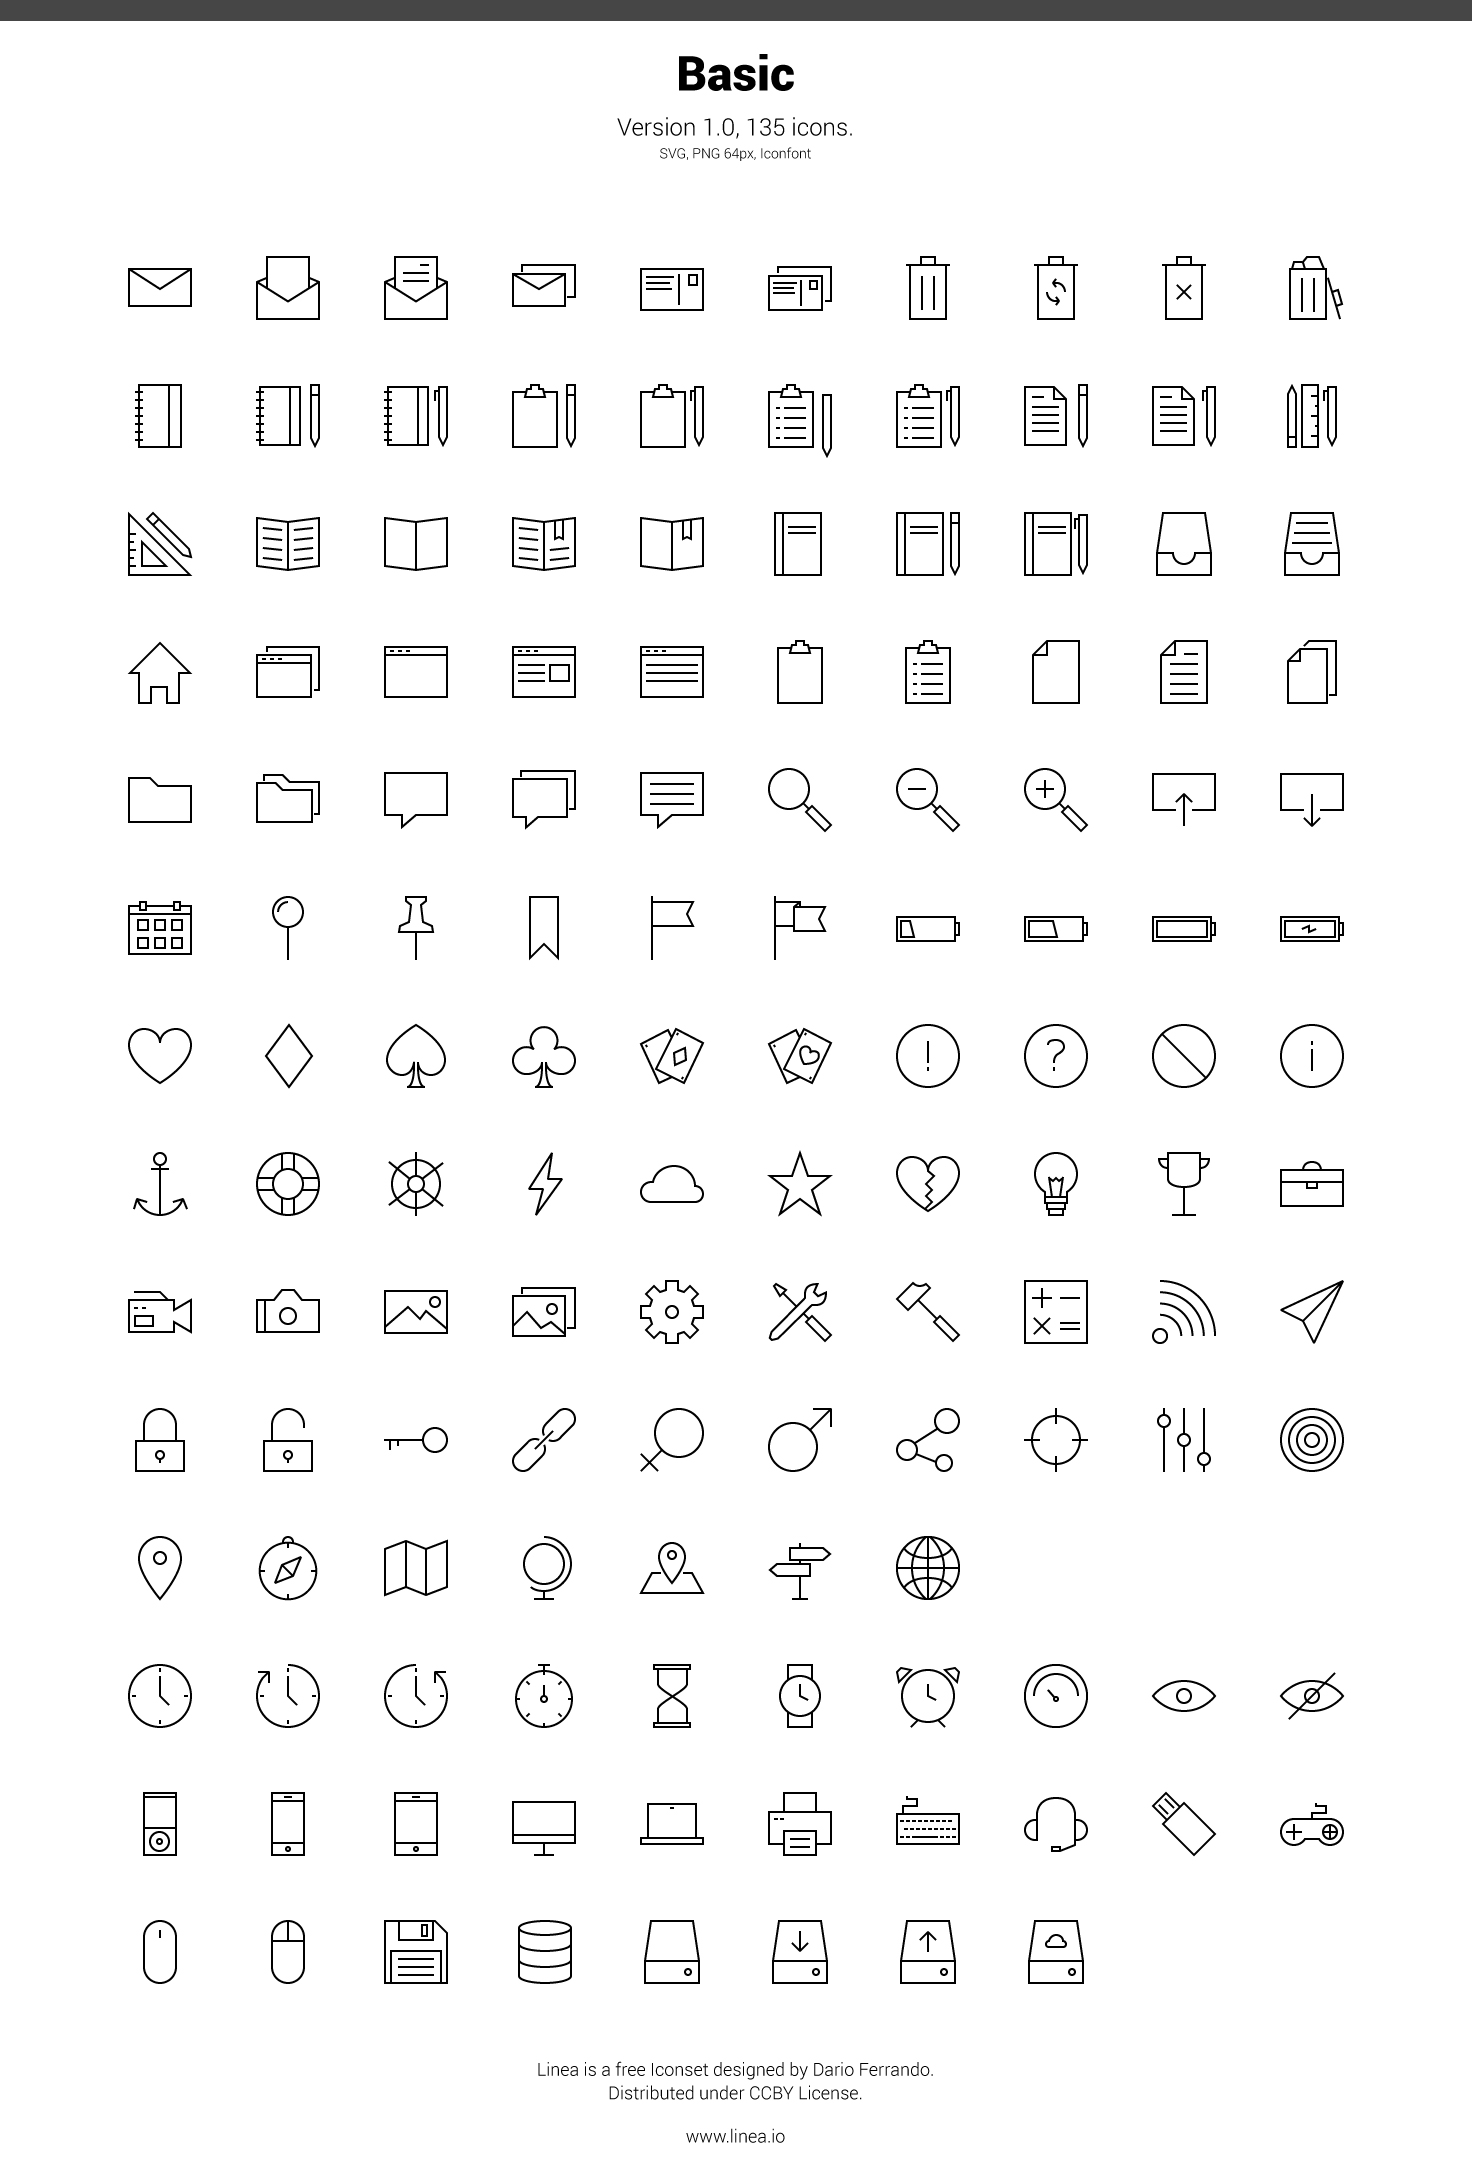 Basic
Version 1.0, 135 icons.
SVG, PNG 64px, Iconfont
Linea is a free Iconset designed by Dario Ferrando.
Distributed under CCBY License.
www.linea.io